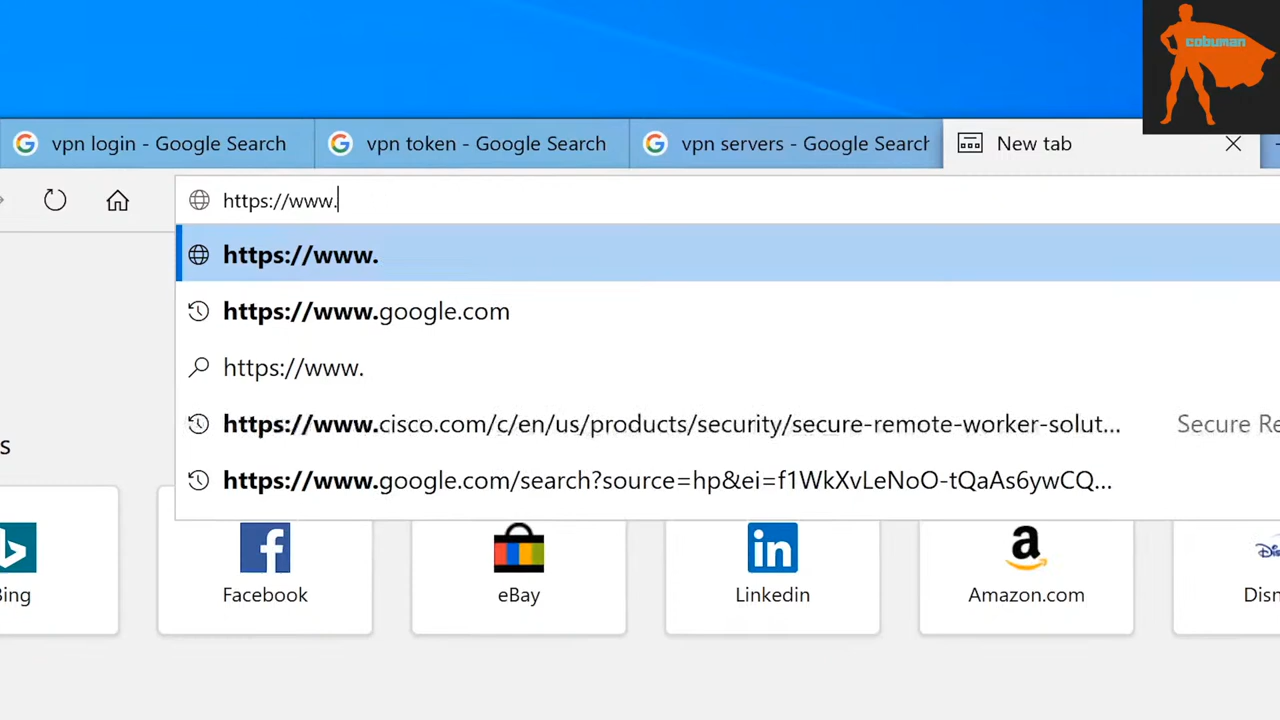 cobuman
vpn login - Google Search
vpn token - Google Search
vpn servers - Google Search
New tab
https://www.
https://www.
https://www.google.com
https://www.
https://www.cisco.com/c/en/us/products/security/secure-remote-worker-solut...
Secure Re
https://www.google.com/search?source=hp&ei=f1WkXvLeNoO-tQaAs6ywCQ...
s
Bing
Facebook
eBay
Linkedin
Amazon.com
Disn